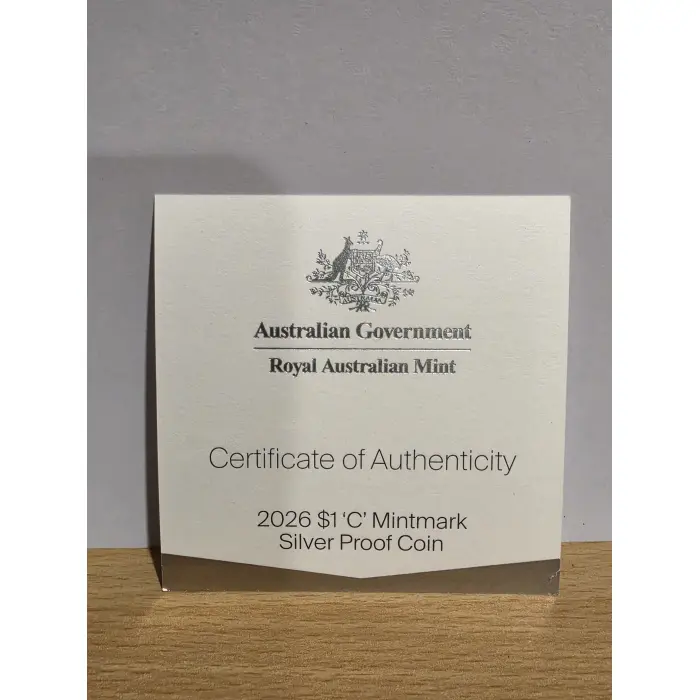 Australian Government
Royal Australian Mint
Certificate of Authenticity
2026 $1 ‘C’ Mintmark
Silver Proof Coin